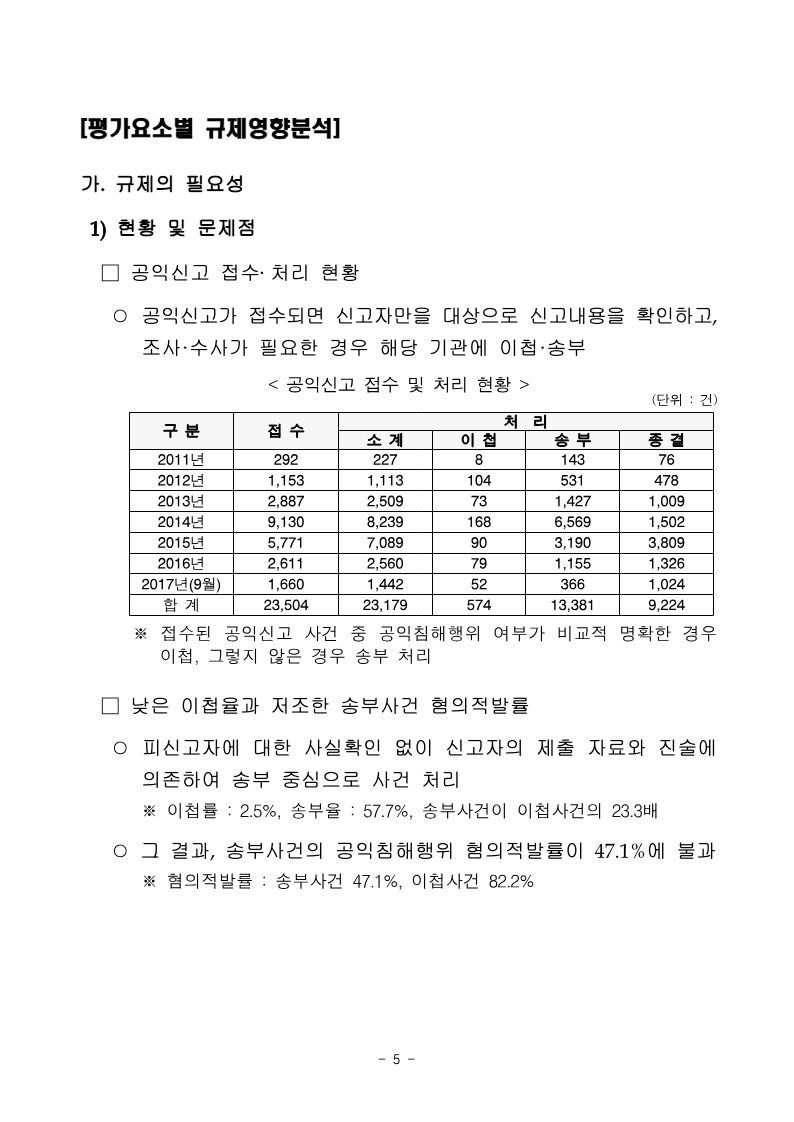 [평가요소별 규제영향분석]
가. 규제의 필요성
1) 현황 및 문제점
□ 공익신고 접수·처리 현황
○ 공익신고가 접수되면 신고자만을 대상으로 신고내용을 확인하고,
조사·수사가 필요한 경우 해당 기관에 이첩·송부
< 공익신고 접수 및 처리 현황 >
(단위 : 건)
구 분 접 수 처 리
소 계 이 첩 송 부 종 결
2011년 292 227 8 143 76
2012년 1,153 1,113 104 531 478
2013년 2,887 2,509 73 1,427 1,009
2014년 9,130 8,239 168 6,569 1,502
2015년 5,771 7,089 90 3,190 3,809
2016년 2,611 2,560 79 1,155 1,326
2017년(9월) 1,660 1,442 52 366 1,024
합 계 23,504 23,179 574 13,381 9,224
※ 접수된 공익신고 사건 중 공익침해행위 여부가 비교적 명확한 경우
이첩, 그렇지 않은 경우 송부 처리
□ 낮은 이첩율과 저조한 송부사건 혐의적발률
○ 피신고자에 대한 사실확인 없이 신고자의 제출 자료와 진술에
의존하여 송부 중심으로 사건 처리
※ 이첩률 : 2.5%, 송부율 : 57.7%, 송부사건이 이첩사건의 23.3배
○ 그 결과, 송부사건의 공익침해행위 혐의적발률이 47.1%에 불과
※ 혐의적발률 : 송부사건 47.1%, 이첩사건 82.2%
- 5 -